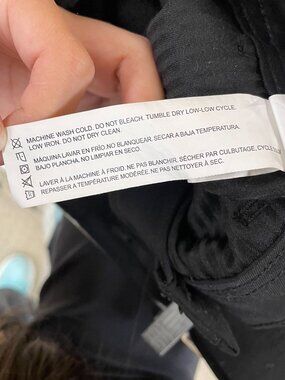 MACHINE WASH COLD. DO NOT BLEACH. TUMBLE DRY LOW-LOW CYCLE.
LOW IRON. DO NOT DRY CLEAN.
MAQUINA LAVAR EN FRÍO NO BLANQUEAR. SECAR A BAJA TEMPERATURA.
BAJO PLANCHA. NO LIMPIAR EN SECO.
LAVER À LA MACHINE À FROID. NE PAS BLANCHIR, SÉCHER PAR CULBUTAGE, CYCLE
REPASSER A TEMPÉRATURE MODÉRÉE. NE PAS NETTOYER À SEC.